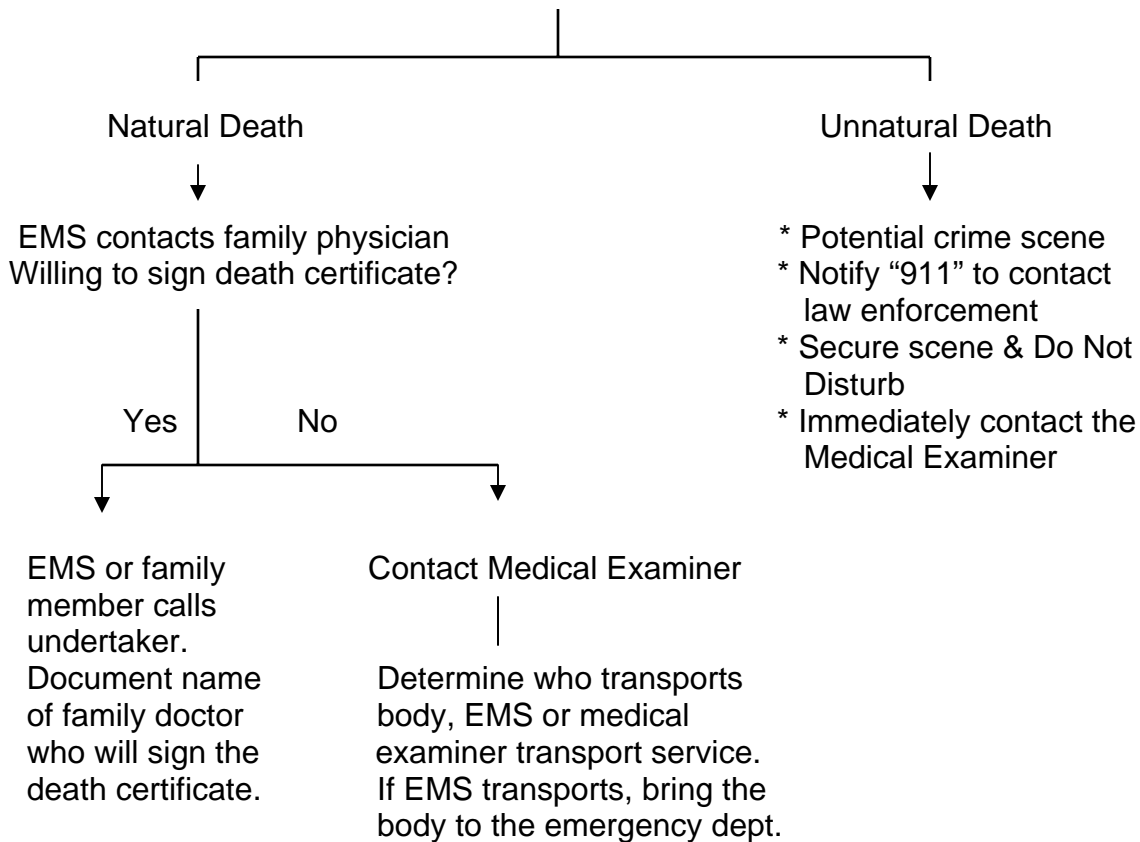 Natural Death
Unnatural Death
EMS contacts family physician
Willing to sign death certificate?
* Potential crime scene
* Notify “911” to contact
law enforcement
* Secure scene & Do Not
Disturb
* Immediately contact the
Medical Examiner
Yes
No
EMS or family
member calls
undertaker.
Document name
of family doctor
who will sign the
death certificate.
Contact Medical Examiner
Determine who transports
body, EMS or medical
examiner transport service.
If EMS transports, bring the
body to the emergency dept.